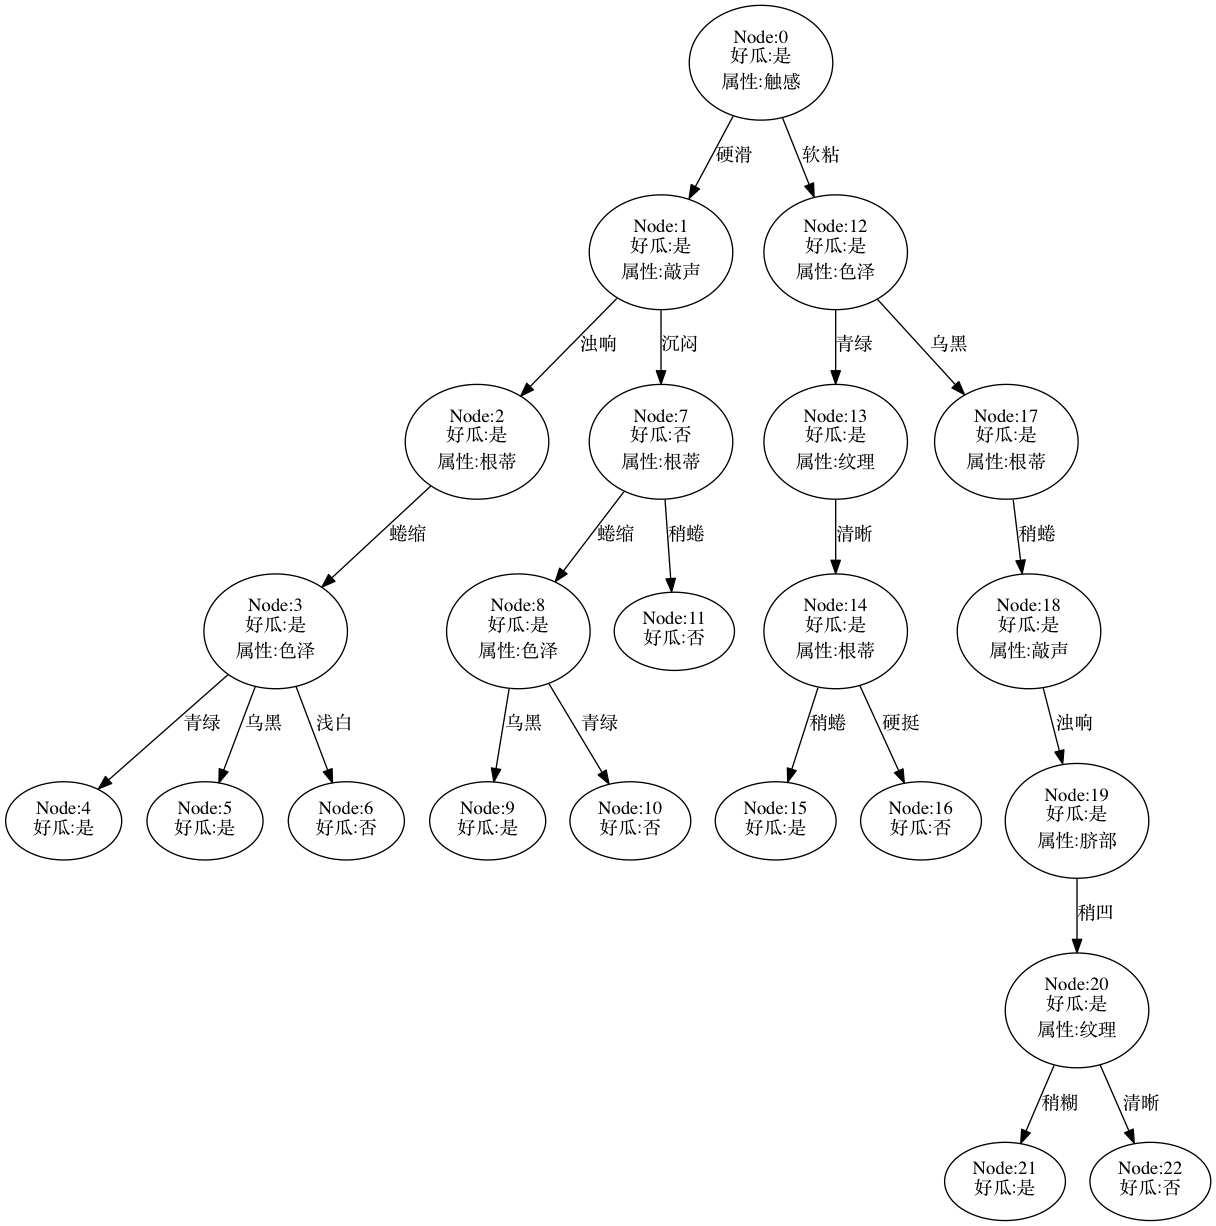 Node:0
好瓜:是
属性:触感
硬滑
软粘
Node:1
好瓜:是
属性:敲声
Node:12
好瓜:是
属性:色泽
浊响
沉闷
青绿
乌黑
Node:2
好瓜:是
属性:根蒂
Node:7
好瓜:否
属性:根蒂
Node:13
好瓜:是
属性:纹理
Node:17
好瓜:是
属性:根蒂
蜷缩
蜷缩
稍蜷
清晰
稍蜷
Node:3
好瓜:是
属性:色泽
Node:8
好瓜:是
属性:色泽
Node:11
好瓜:否
Node:14
好瓜:是
属性:根蒂
Node:18
好瓜:是
属性:敲声
青绿
乌黑
浅白
乌黑
青绿
稍蜷
硬挺
浊响
Node:4
好瓜:是
Node:5
好瓜:是
Node:6
好瓜:否
Node:9
好瓜:是
Node:10
好瓜:否
Node:15
好瓜:是
Node:16
好瓜:否
Node:19
好瓜:是
属性:脐部
稍凹
Node:20
好瓜:是
属性:纹理
稍糊
清晰
Node:21
好瓜:是
Node:22
好瓜:否